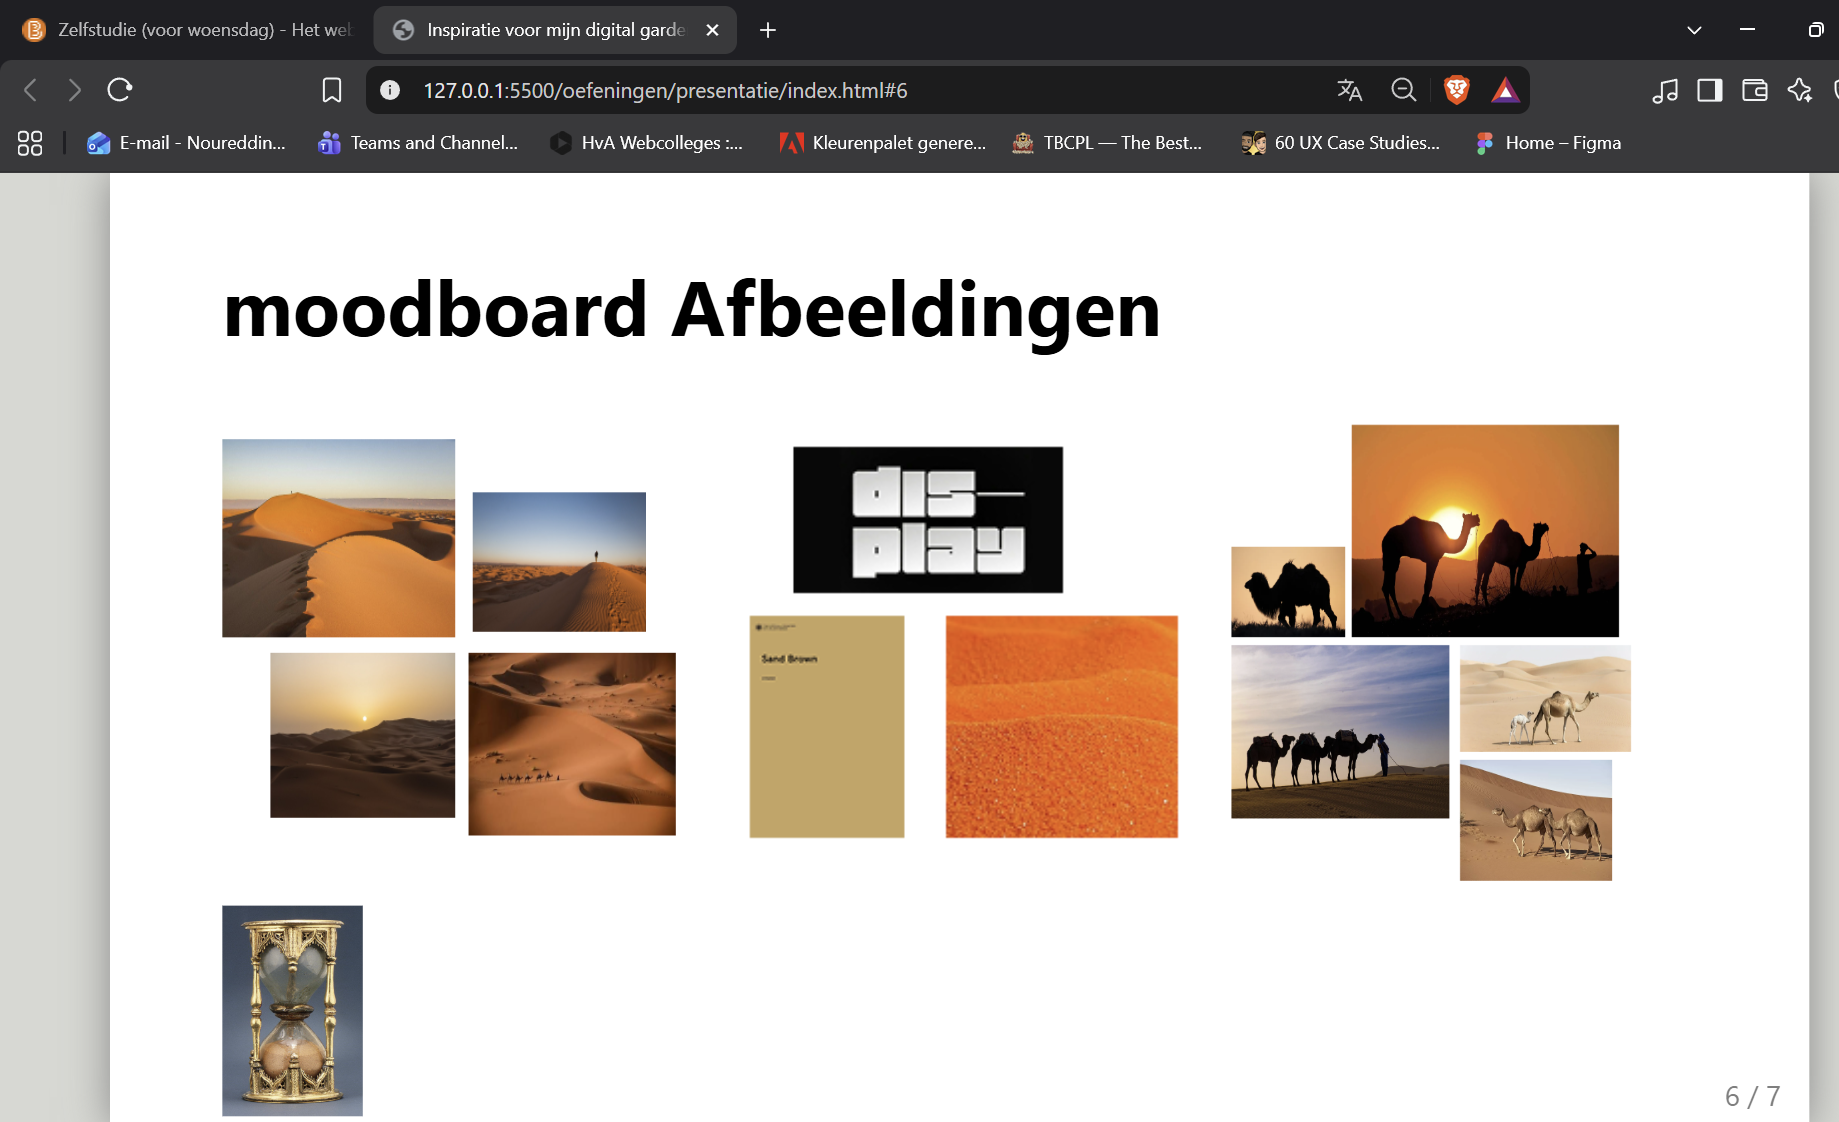 Zelfstudie (voor woensdag) - Het web
Inspiratie voor mijn digital garde
127.0.0.1:5500/oefeningen/presentatie/index.html#6
E-mail - Noureddin...
Teams and Channel...
HvA Webcolleges :...
Kleurenpalet genere...
TBCPL — The Best...
60 UX Case Studies...
Home – Figma
moodboard Afbeeldingen
dis-
play
Sand Brown
6 / 7